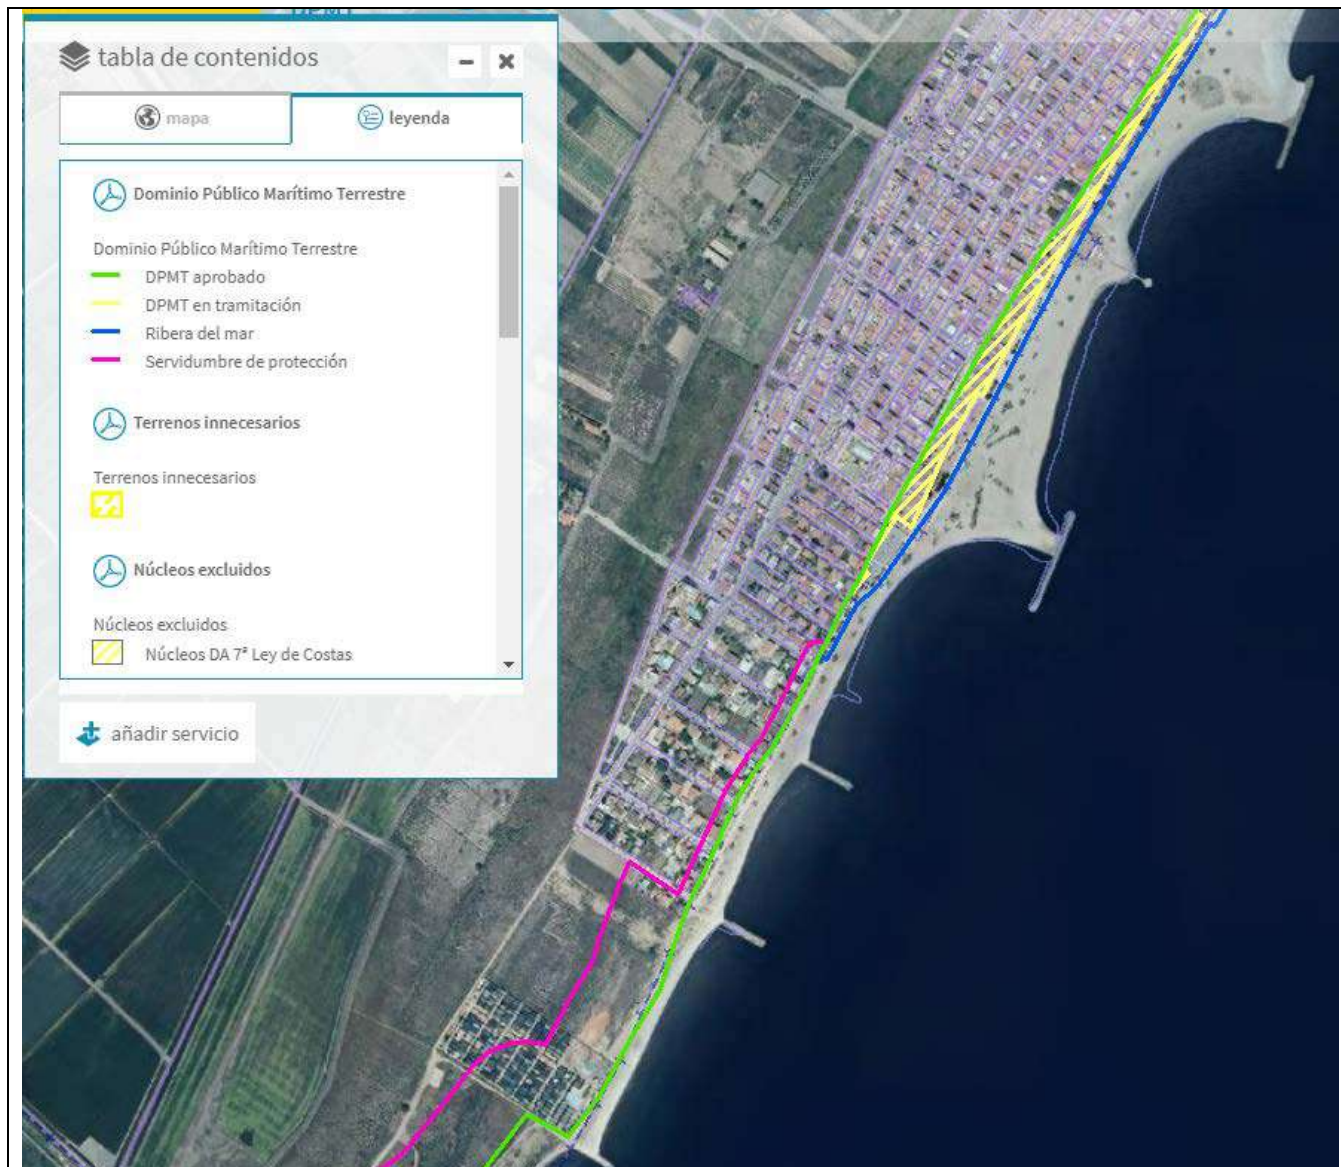 DPMT
tabla de contenidos
mapa
leyenda
Dominio Público Marítimo Terrestre
Dominio Público Marítimo Terrestre
DPMT aprobado
DPMT en tramitación
Ribera del mar
Servidumbre de protección
Terrenos innecesarios
Terrenos innecesarios
Núcleos excluidos
Núcleos excluidos
Núcleos DA 7ª Ley de Costas
añadir servicio